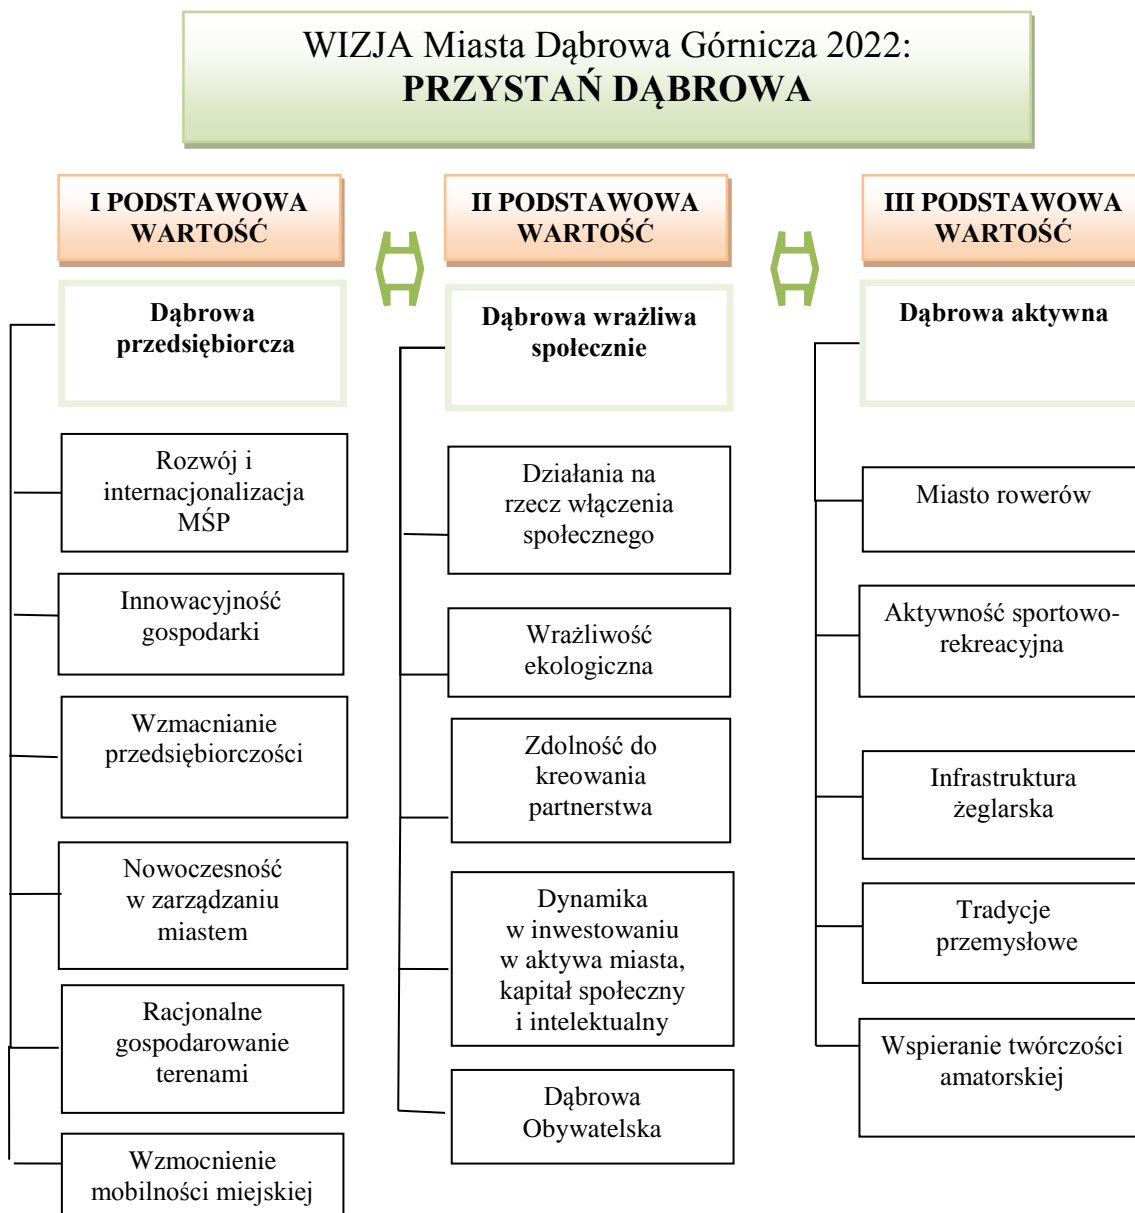 WIZJA Miasta Dąbrowa Górnicza 2022:
PRZYSTAŃ DĄBROWA
I PODSTAWOWA
WARTOŚĆ
Dąbrowa
przedsiębiorcza
Rozwój i
internacjonalizacja
MŚP
Innowacyjność
gospodarki
Wzmacnianie
przedsiębiorczości
Nowoczesność
w zarządzaniu
miastem
Racjonalne
gospodarowanie
terenami
Wzmocnienie
mobilności miejskiej
II PODSTAWOWA
WARTOŚĆ
Dąbrowa wrażliwa
społecznie
Działania na
rzecz włączenia
społecznego
Wrażliwość
ekologiczna
Zdolność do
kreowania
partnerstwa
Dynamika
w inwestowaniu
w aktywa miasta,
kapitał społeczny
i intelektualny
Dąbrowa
Obywatelska
III PODSTAWOWA
WARTOŚĆ
Dąbrowa aktywna
Miasto rowerów
Aktywność sportowo-
rekreacyjna
Infrastruktura
żeglarska
Tradycje
przemysłowe
Wspieranie twórczości
amatorskiej